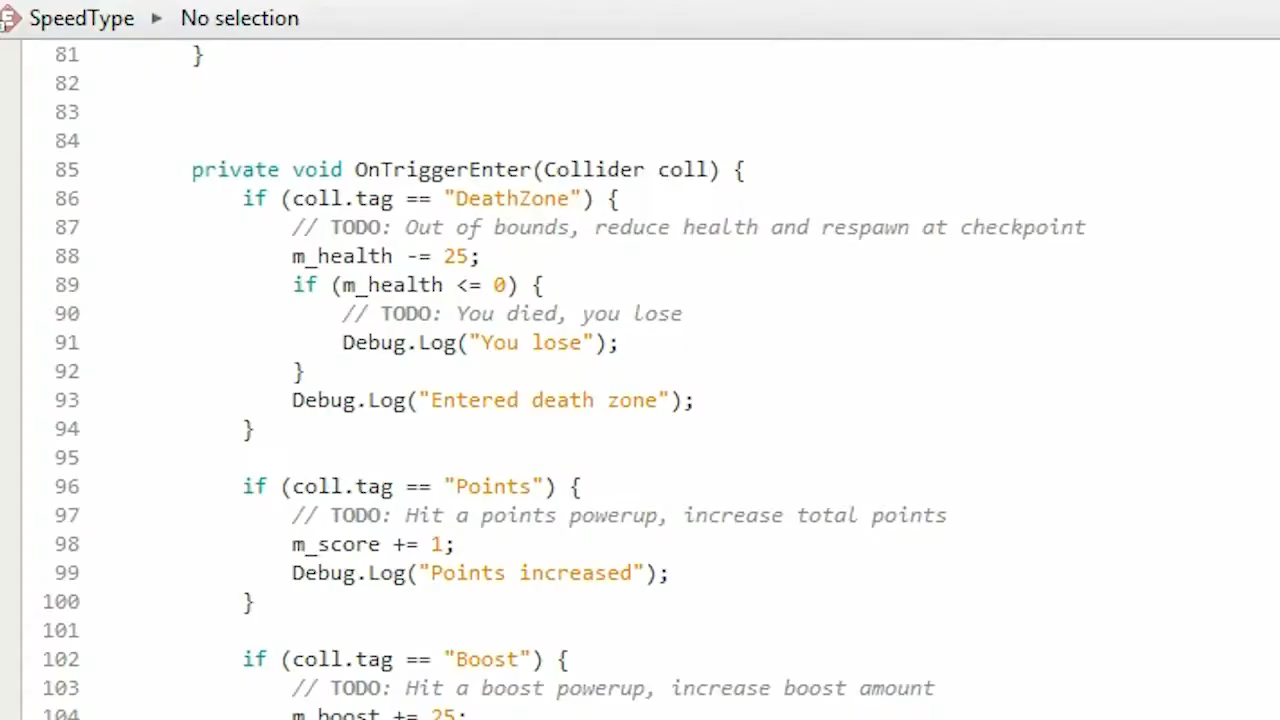 SpeedType ▸ No selection
81 }
82
83
84
85 private void OnTriggerEnter(Collider coll) {
86 if (coll.tag == "DeathZone") {
87 // TODO: Out of bounds, reduce health and respawn at checkpoint
88 m_health -= 25;
89 if (m_health <= 0) {
90 // TODO: You died, you lose
91 Debug.Log("You lose");
92 }
93 Debug.Log("Entered death zone");
94 }
95
96 if (coll.tag == "Points") {
97 // TODO: Hit a points powerup, increase total points
98 m_score += 1;
99 Debug.Log("Points increased");
100 }
101
102 if (coll.tag == "Boost") {
103 // TODO: Hit a boost powerup, increase boost amount
104 m_boost += 25;